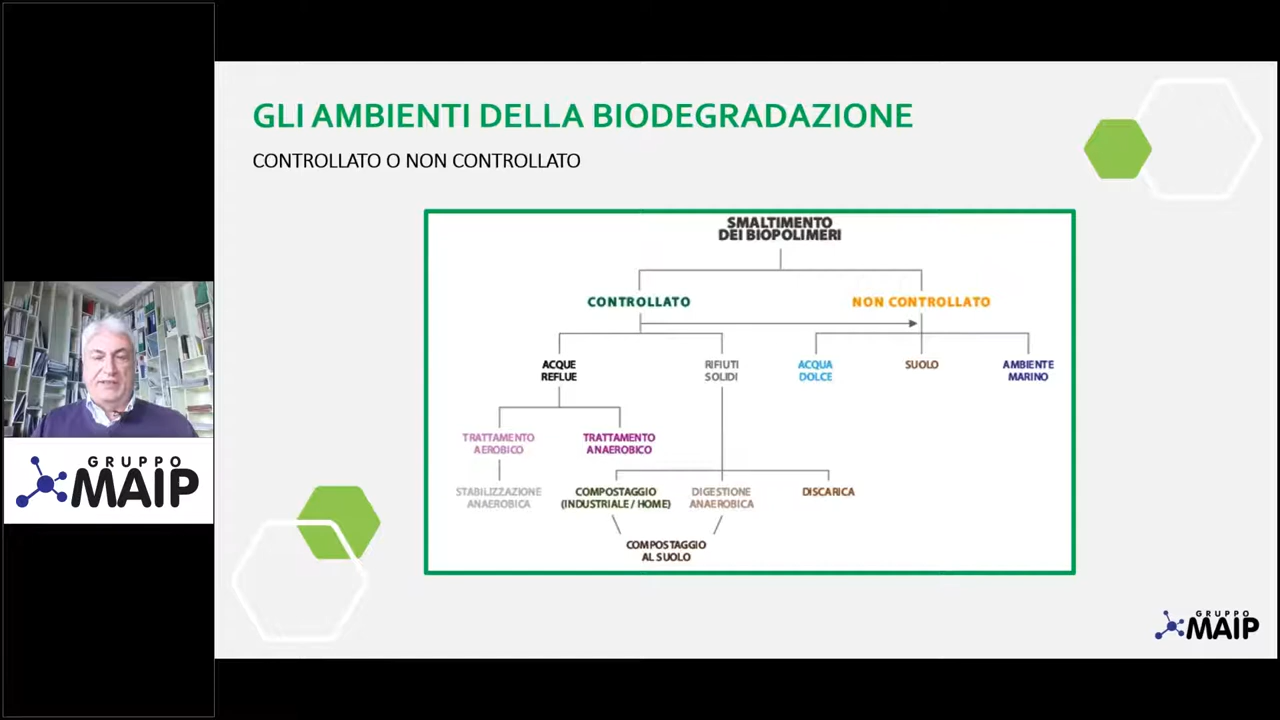 GLI AMBIENTI DELLA BIODEGRADAZIONE
CONTROLLATO O NON CONTROLLATO
SMALTIMENTO
DEI BIOPOLIMERI
CONTROLLATO
NON CONTROLLATO
ACQUE
REFLUE
RIFIUTI
SOLIDI
ACQUA
DOLCE
SUOLO
AMBIENTE
MARINO
TRATTAMENTO
AEROBICO
TRATTAMENTO
ANAEROBICO
STABILIZZAZIONE
ANAEROBICA
COMPOSTAGGIO
(INDUSTRIALE / HOME)
DIGESTIONE
ANAEROBICA
DISCARICA
COMPOSTAGGIO
AL SUOLO
GRUPPO
MAIP
GRUPPO
MAIP